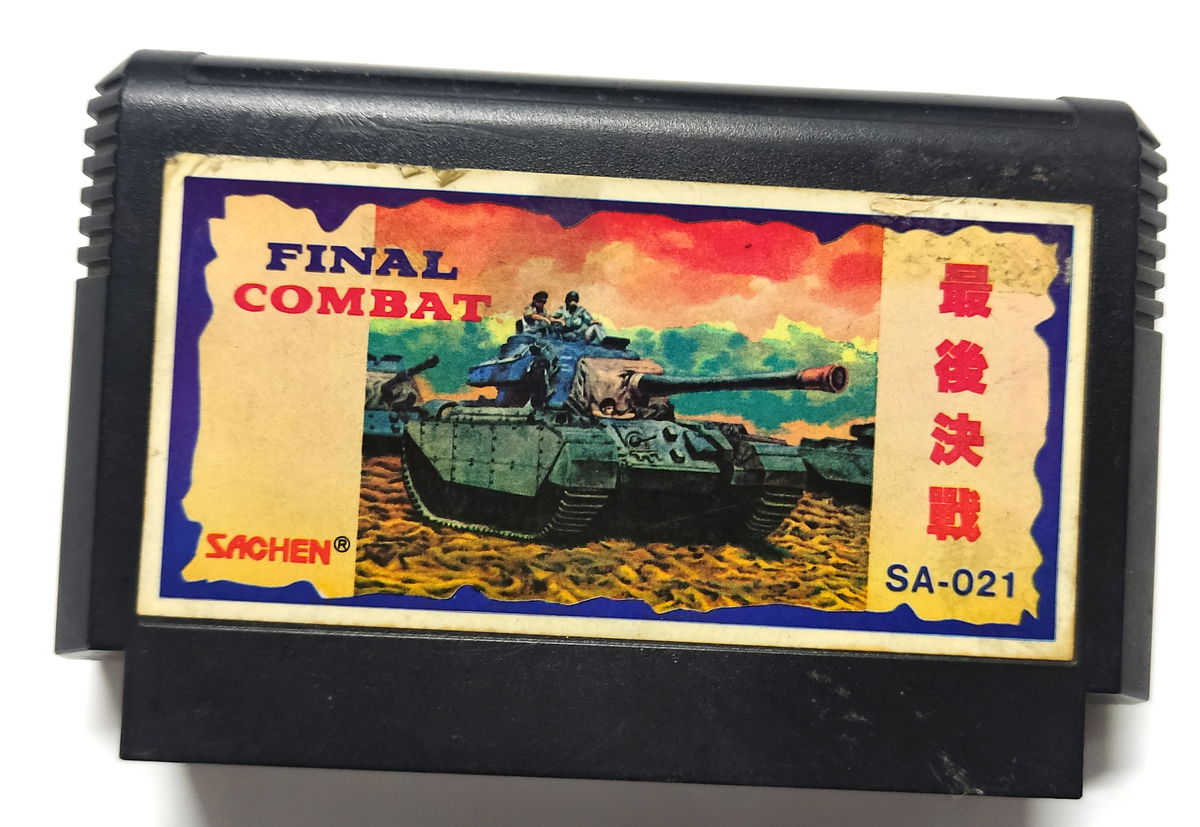 FINAL
COMBAT
最後決戰
SACHEN®
SA-021